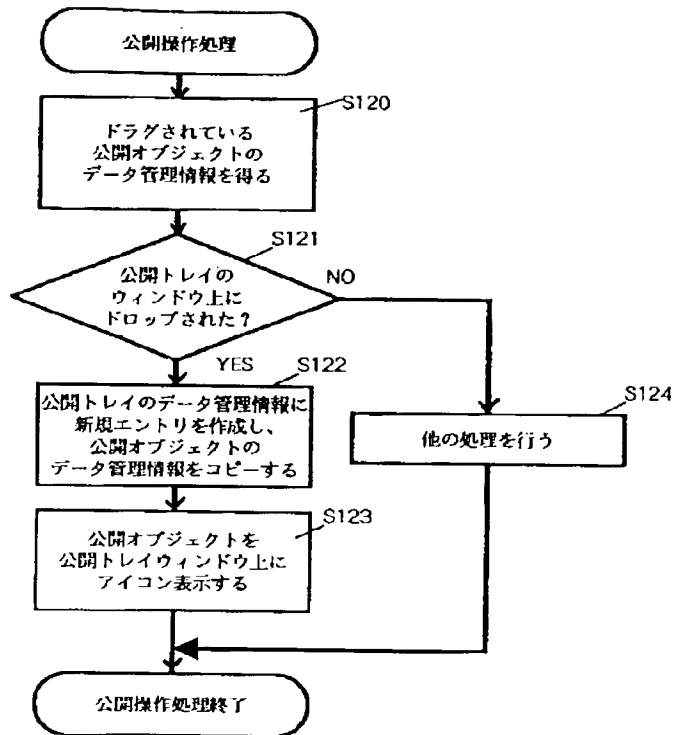 公開操作処理
S120
ドラグされている
公開オブジェクトの
データ管理情報を得る
S121
公開トレイの
ウィンドウ上に
ドロップされた?
NO
YES
S122
公開トレイのデータ管理情報に
新規エントリを作成し、
公開オブジェクトの
データ管理情報をコピーする
S124
他の処理を行う
S123
公開オブジェクトを
公開トレイウィンドウ上に
アイコン表示する
公開操作処理終了